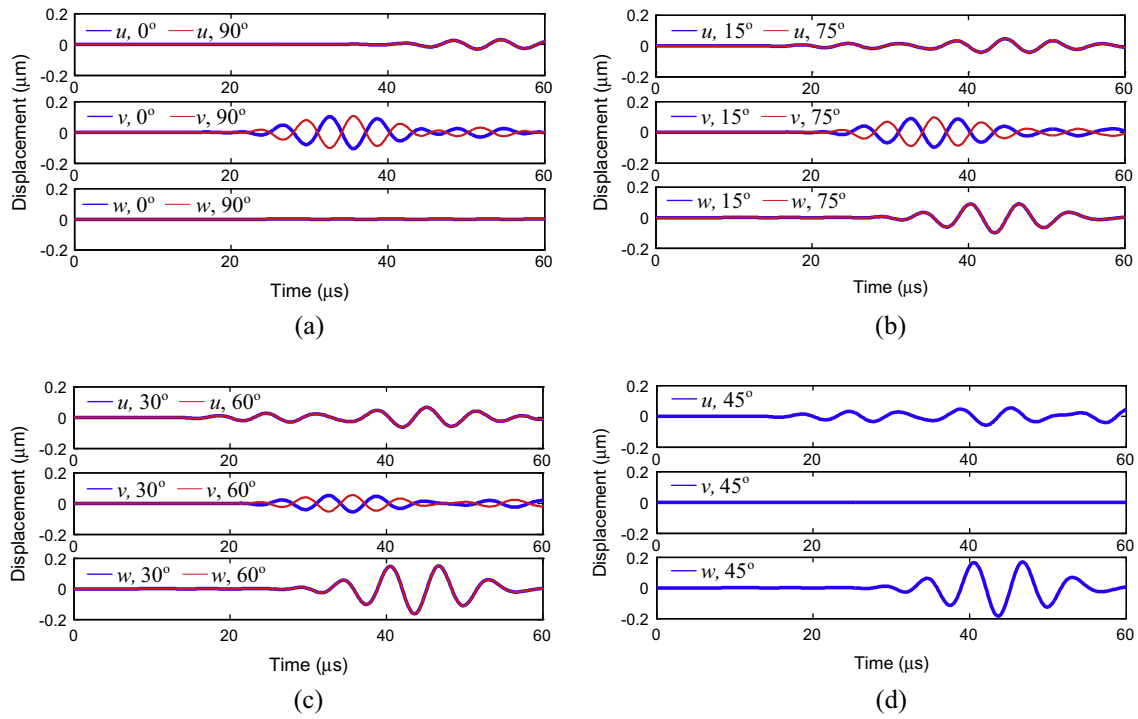 0.2
u, 0° u, 90°
0
-0.2
0 20 40 60
0.2
v, 0° v, 90°
0
-0.2
0 20 40 60
0.2
w, 0° w, 90°
0
-0.2
0 20 40 60
Displacement (μm)
Time (μs)
(a)
0.2
u, 15° u, 75°
0
-0.2
0 20 40 60
0.2
v, 15° v, 75°
0
-0.2
0 20 40 60
0.2
w, 15° w, 75°
0
-0.2
0 20 40 60
Displacement (μm)
Time (μs)
(b)
0.2
u, 30° u, 60°
0
-0.2
0 20 40 60
0.2
v, 30° v, 60°
0
-0.2
0 20 40 60
0.2
w, 30° w, 60°
0
-0.2
0 20 40 60
Displacement (μm)
Time (μs)
(c)
0.2
u, 45°
0
-0.2
0 20 40 60
0.2
v, 45°
0
-0.2
0 20 40 60
0.2
w, 45°
0
-0.2
0 20 40 60
Displacement (μm)
Time (μs)
(d)